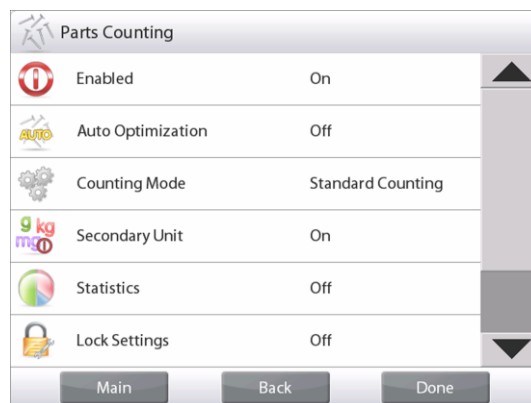 Parts Counting
Enabled On
AUTO
Auto Optimization Off
Counting Mode Standard Counting
g kg
mg
Secondary Unit On
Statistics Off
Lock Settings Off
Main Back Done